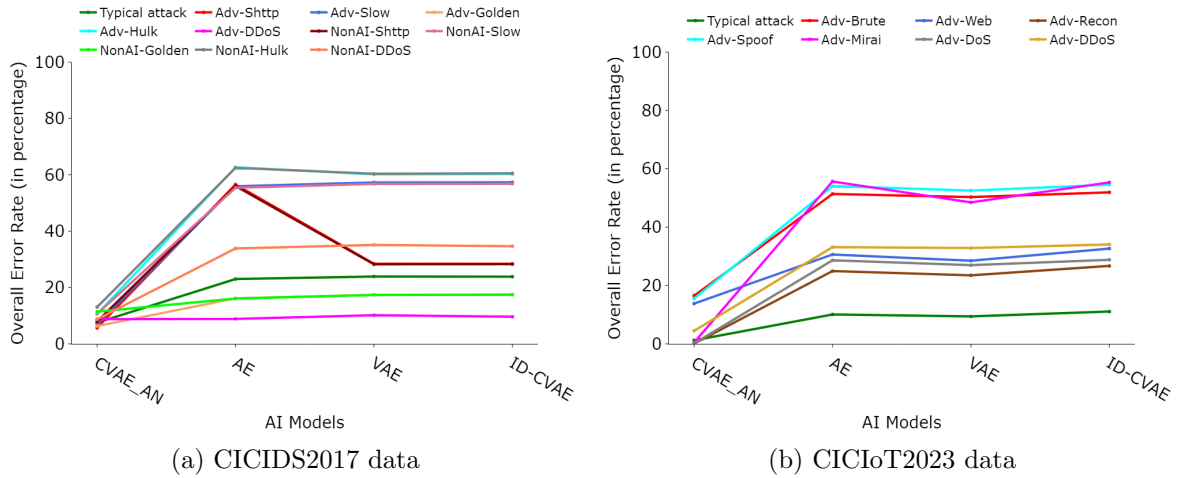 Typical attack Adv-Shttp Adv-Slow Adv-Golden
Adv-Hulk Adv-DDoS NonAI-Shttp NonAI-Slow
NonAI-Golden NonAI-Hulk NonAI-DDoS
100
80
60
40
20
0
Overall Error Rate (in percentage)
CVAE_AN AE VAE ID-CVAE
AI Models
(a) CICIDS2017 data
Typical attack Adv-Brute Adv-Web Adv-Recon
Adv-Spoof Adv-Mirai Adv-DoS Adv-DDoS
100
80
60
40
20
0
Overall Error Rate (in percentage)
CVAE_AN AE VAE ID-CVAE
AI Models
(b) CICIoT2023 data